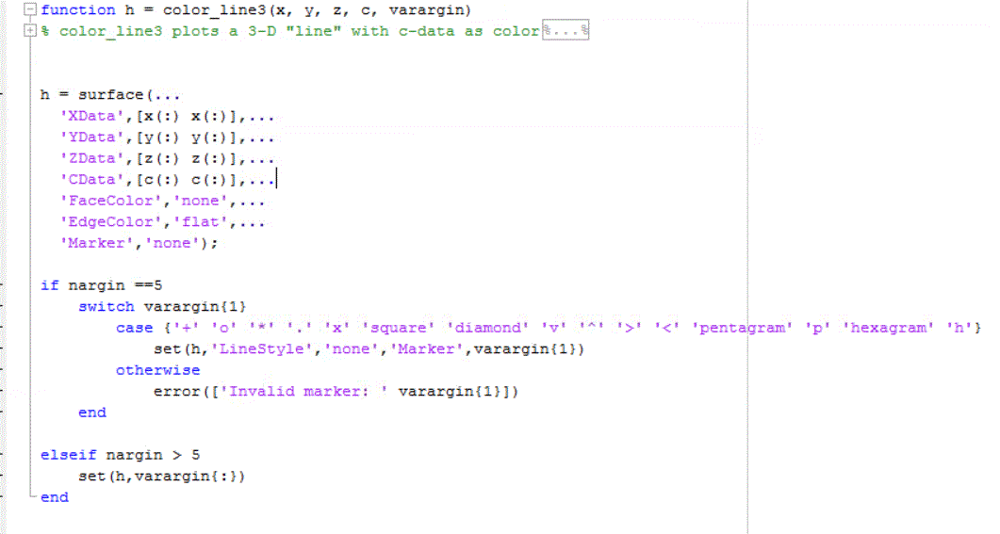 function h = color_line3(x, y, z, c, varargin)
% color_line3 plots a 3-D "line" with c-data as color%...%
h = surface(...
'XData',[x(:) x(:)],...
'YData',[y(:) y(:)],...
'ZData',[z(:) z(:)],...
'CData',[c(:) c(:)],...
'FaceColor','none',...
'EdgeColor','flat',...
'Marker','none');
if nargin ==5
switch varargin{1}
case {'+' 'o' '*' '.' 'x' 'square' 'diamond' 'v' '^' '>' '<' 'pentagram' 'p' 'hexagram' 'h'}
set(h,'LineStyle','none','Marker',varargin{1})
otherwise
error(['Invalid marker: ' varargin{1}])
end
elseif nargin > 5
set(h,varargin{:})
end